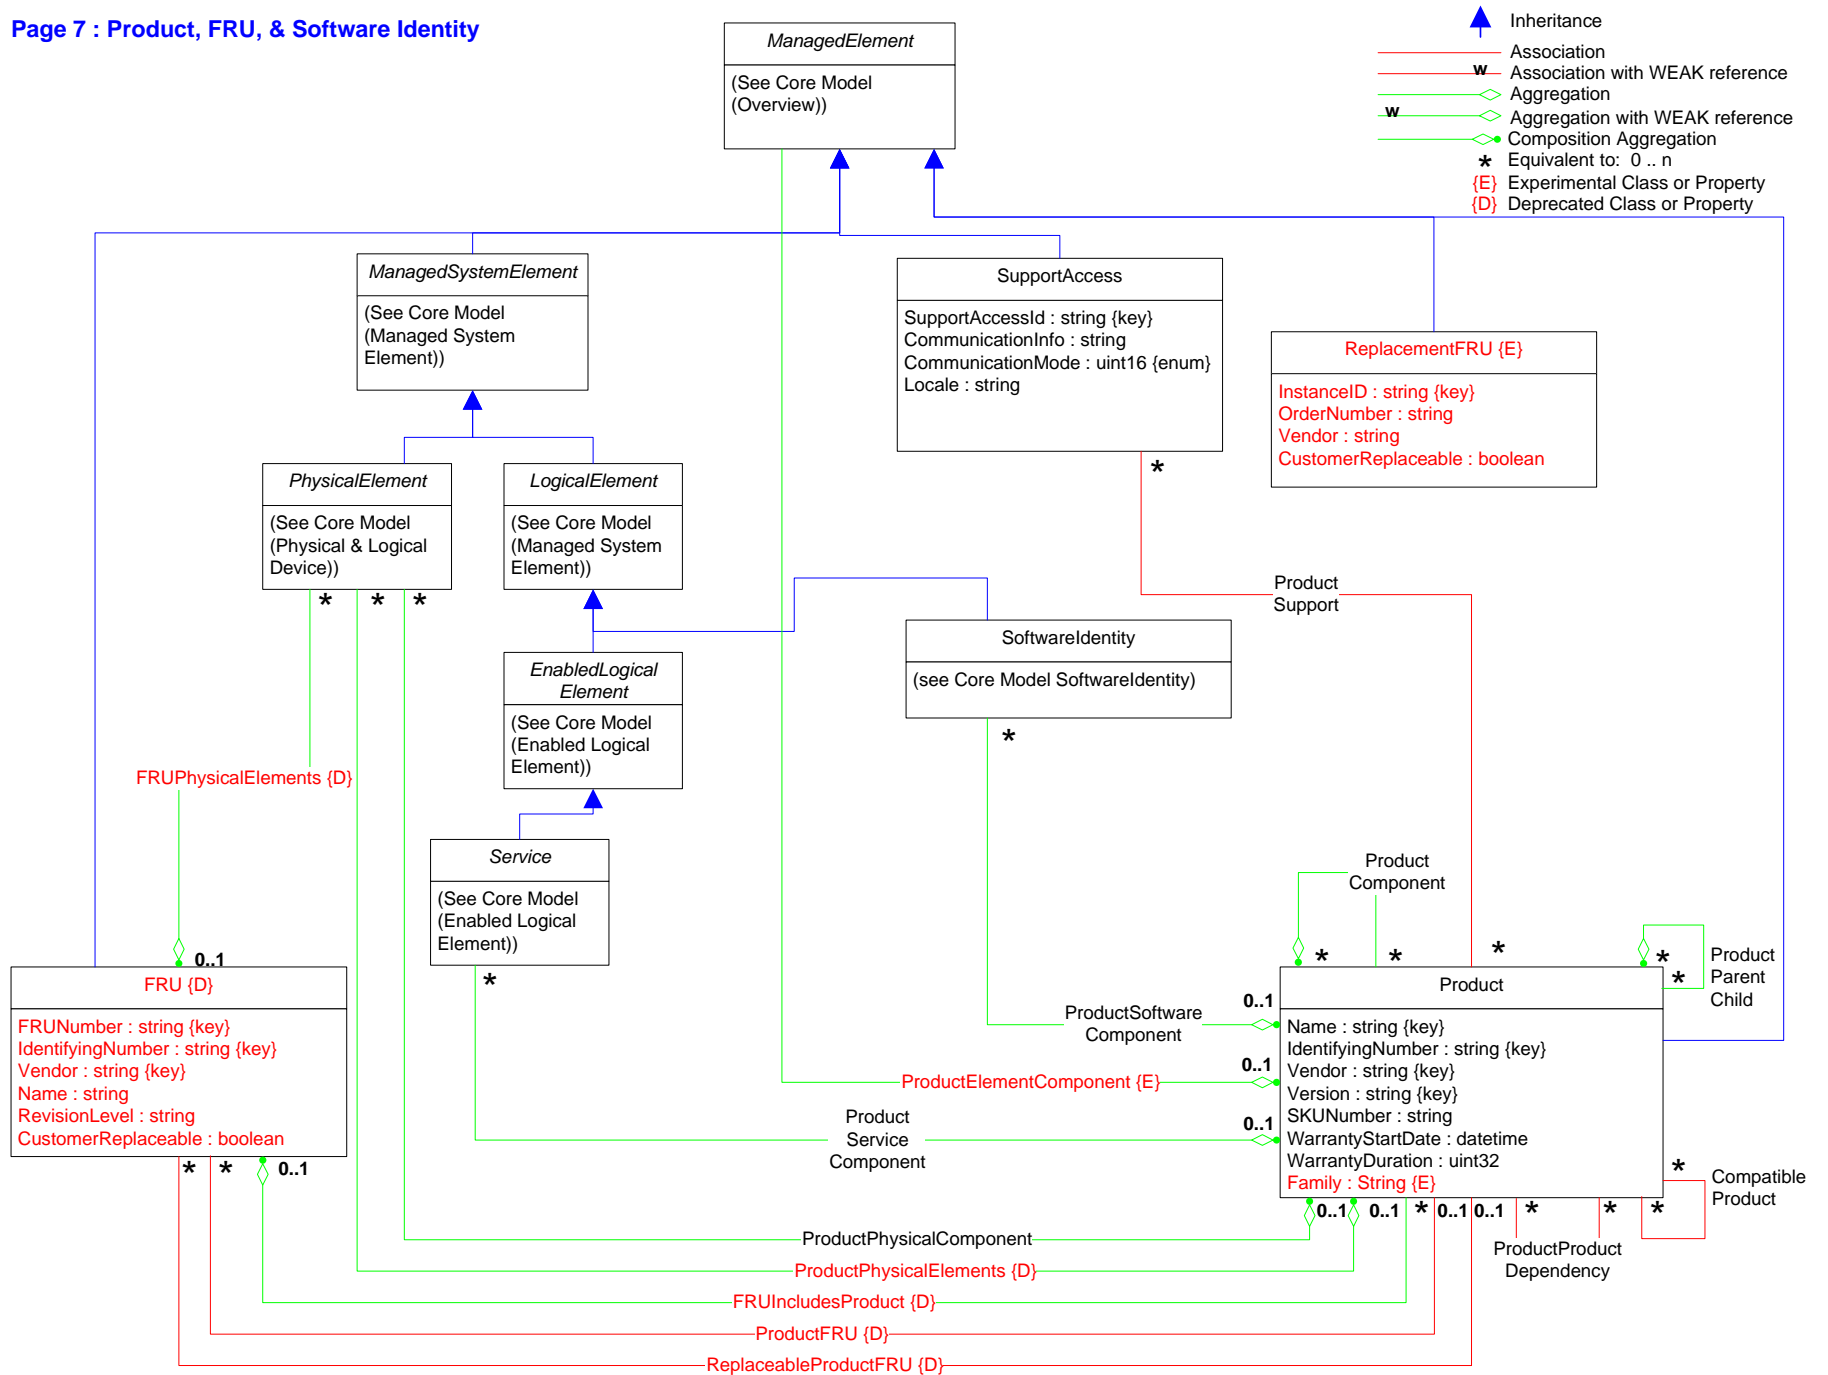 Page 7 : Product, FRU, & Software Identity
Inheritance
Association
w
Association with WEAK reference
Aggregation
w
Aggregation with WEAK reference
Composition Aggregation
* Equivalent to: 0 .. n
{E} Experimental Class or Property
{D} Deprecated Class or Property
ManagedElement
(See Core Model
(Overview))
ManagedSystemElement
(See Core Model
(Managed System
Element))
SupportAccess
SupportAccessId : string {key}
CommunicationInfo : string
CommunicationMode : uint16 {enum}
Locale : string
*
ReplacementFRU {E}
InstanceID : string {key}
OrderNumber : string
Vendor : string
CustomerReplaceable : boolean
PhysicalElement
(See Core Model
(Physical & Logical
Device))
* * *
LogicalElement
(See Core Model
(Managed System
Element))
Product
Support
SoftwareIdentity
(see Core Model SoftwareIdentity)
*
EnabledLogical
Element
(See Core Model
(Enabled Logical
Element))
FRUPhysicalElements {D}
0..1
Service
(See Core Model
(Enabled Logical
Element))
*
Product
Component
* * *
Product
Parent
Child
* *
FRU {D}
FRUNumber : string {key}
IdentifyingNumber : string {key}
Vendor : string {key}
Name : string
RevisionLevel : string
CustomerReplaceable : boolean
* * 0..1
ProductSoftware
Component
0..1
ProductElementComponent {E}
0..1
Product
Service
Component
0..1
Product
Name : string {key}
IdentifyingNumber : string {key}
Vendor : string {key}
Version : string {key}
SKUNumber : string
WarrantyStartDate : datetime
WarrantyDuration : uint32
Family : String {E}
*
Compatible
Product
0..1 0..1 * 0..1 0..1 * * *
ProductProduct
Dependency
ProductPhysicalComponent
ProductPhysicalElements {D}
FRUIncludesProduct {D}
ProductFRU {D}
ReplaceableProductFRU {D}